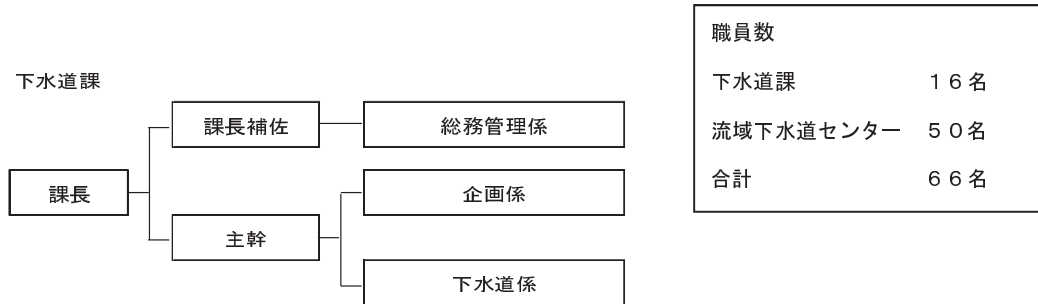 下水道課
課長
課長補佐
総務管理係
主幹
企画係
下水道係
職員数
下水道課 １６名
流域下水道センター ５０名
合計 ６６名